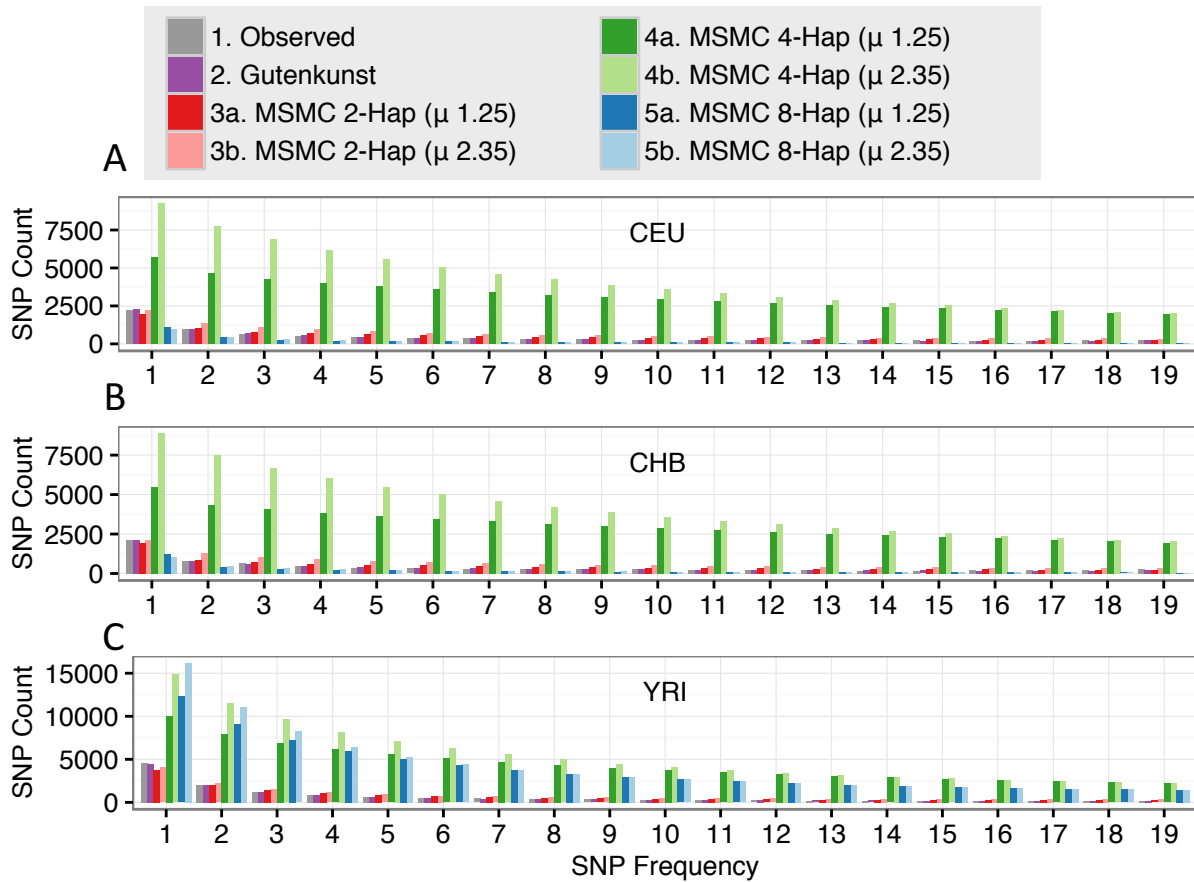 1. Observed
2. Gutenkunst
3a. MSMC 2-Hap (μ 1.25)
3b. MSMC 2-Hap (μ 2.35)
4a. MSMC 4-Hap (μ 1.25)
4b. MSMC 4-Hap (μ 2.35)
5a. MSMC 8-Hap (μ 1.25)
5b. MSMC 8-Hap (μ 2.35)
A
SNP Count
7500
5000
2500
0
CEU
1 2 3 4 5 6 7 8 9 10 11 12 13 14 15 16 17 18 19
B
SNP Count
7500
5000
2500
0
CHB
1 2 3 4 5 6 7 8 9 10 11 12 13 14 15 16 17 18 19
C
SNP Count
15000
10000
5000
0
YRI
1 2 3 4 5 6 7 8 9 10 11 12 13 14 15 16 17 18 19
SNP Frequency